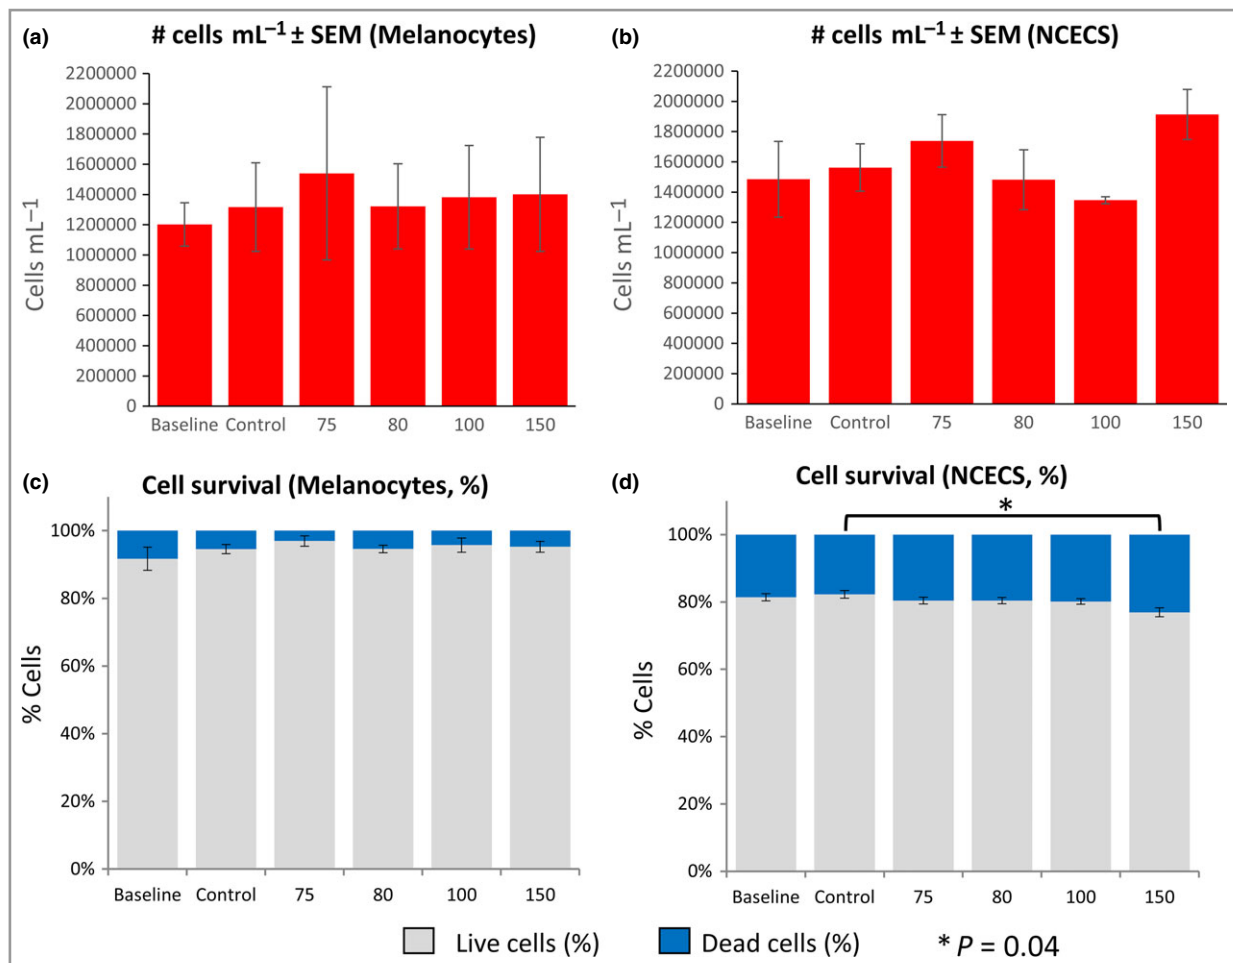 (a)
# cells mL⁻¹ ± SEM (Melanocytes)
Cells mL⁻¹
2200000
2000000
1800000
1600000
1400000
1200000
1000000
800000
600000
400000
200000
0
Baseline Control 75 80 100 150
(b)
# cells mL⁻¹ ± SEM (NCECS)
Cells mL⁻¹
2200000
2000000
1800000
1600000
1400000
1200000
1000000
800000
600000
400000
200000
0
Baseline Control 75 80 100 150
(c)
Cell survival (Melanocytes, %)
% Cells
100%
80%
60%
40%
20%
0%
Baseline Control 75 80 100 150
(d)
Cell survival (NCECS, %)
*
% Cells
100%
80%
60%
40%
20%
0%
Baseline Control 75 80 100 150
Live cells (%) Dead cells (%) * P = 0.04